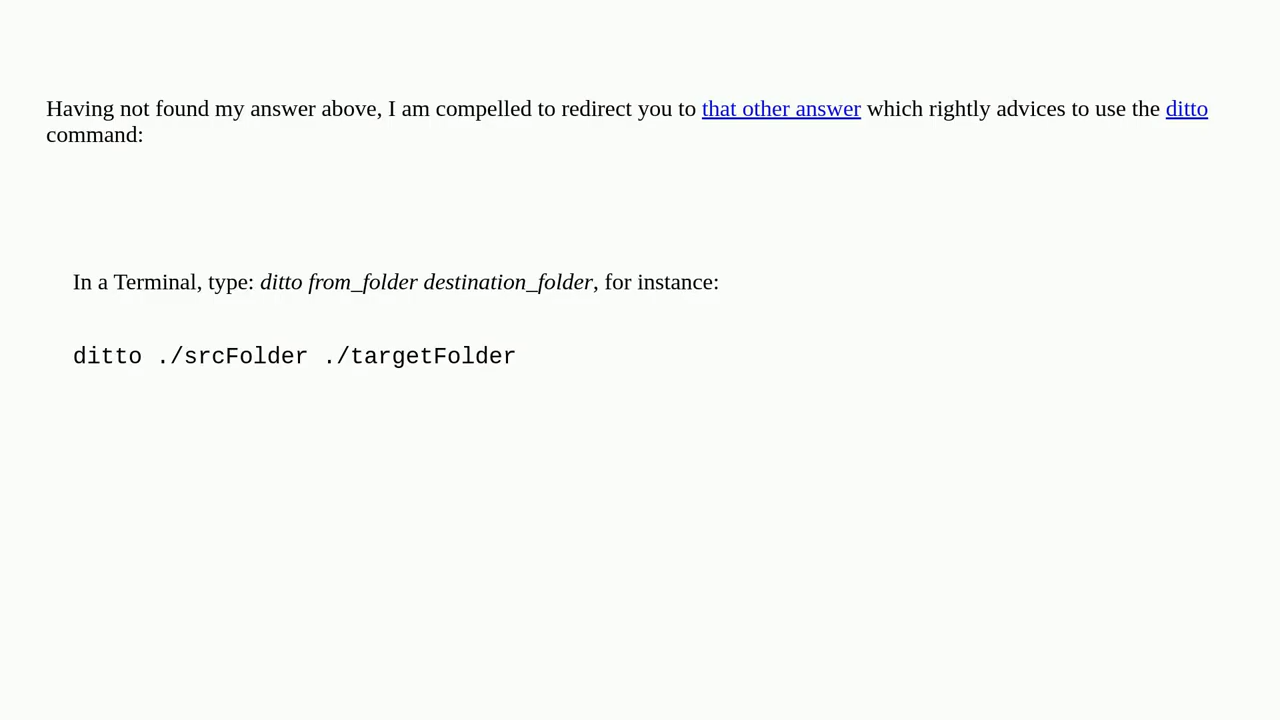 Having not found my answer above, I am compelled to redirect you to that other answer which rightly advices to use the ditto
command:
In a Terminal, type: ditto from_folder destination_folder, for instance:
ditto ./srcFolder ./targetFolder